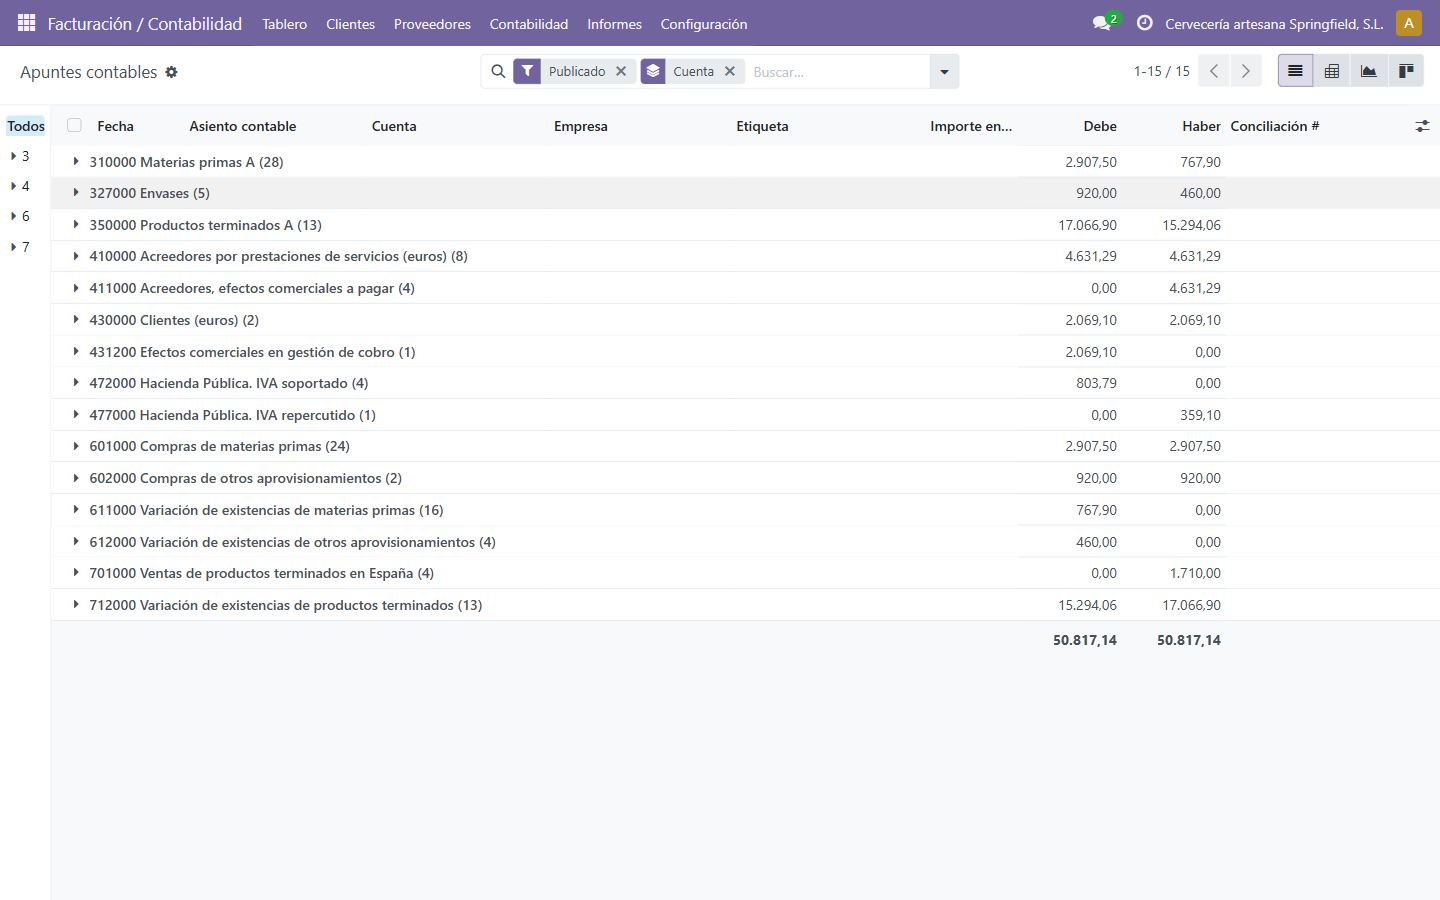 Facturación / Contabilidad Tablero Clientes Proveedores Contabilidad Informes Configuración 2 Cervecería artesana Springfield, S.L. A
Apuntes contables Publicado Cuenta Buscar... 1-15 / 15
Todos Fecha Asiento contable Cuenta Empresa Etiqueta Importe en... Debe Haber Conciliación #
3
4
6
7
310000 Materias primas A (28) 2.907,50 767,90
327000 Envases (5) 920,00 460,00
350000 Productos terminados A (13) 17.066,90 15.294,06
410000 Acreedores por prestaciones de servicios (euros) (8) 4.631,29 4.631,29
411000 Acreedores, efectos comerciales a pagar (4) 0,00 4.631,29
430000 Clientes (euros) (2) 2.069,10 2.069,10
431200 Efectos comerciales en gestión de cobro (1) 2.069,10 0,00
472000 Hacienda Pública. IVA soportado (4) 803,79 0,00
477000 Hacienda Pública. IVA repercutido (1) 0,00 359,10
601000 Compras de materias primas (24) 2.907,50 2.907,50
602000 Compras de otros aprovisionamientos (2) 920,00 920,00
611000 Variación de existencias de materias primas (16) 767,90 0,00
612000 Variación de existencias de otros aprovisionamientos (4) 460,00 0,00
701000 Ventas de productos terminados en España (4) 0,00 1.710,00
712000 Variación de existencias de productos terminados (13) 15.294,06 17.066,90
50.817,14 50.817,14